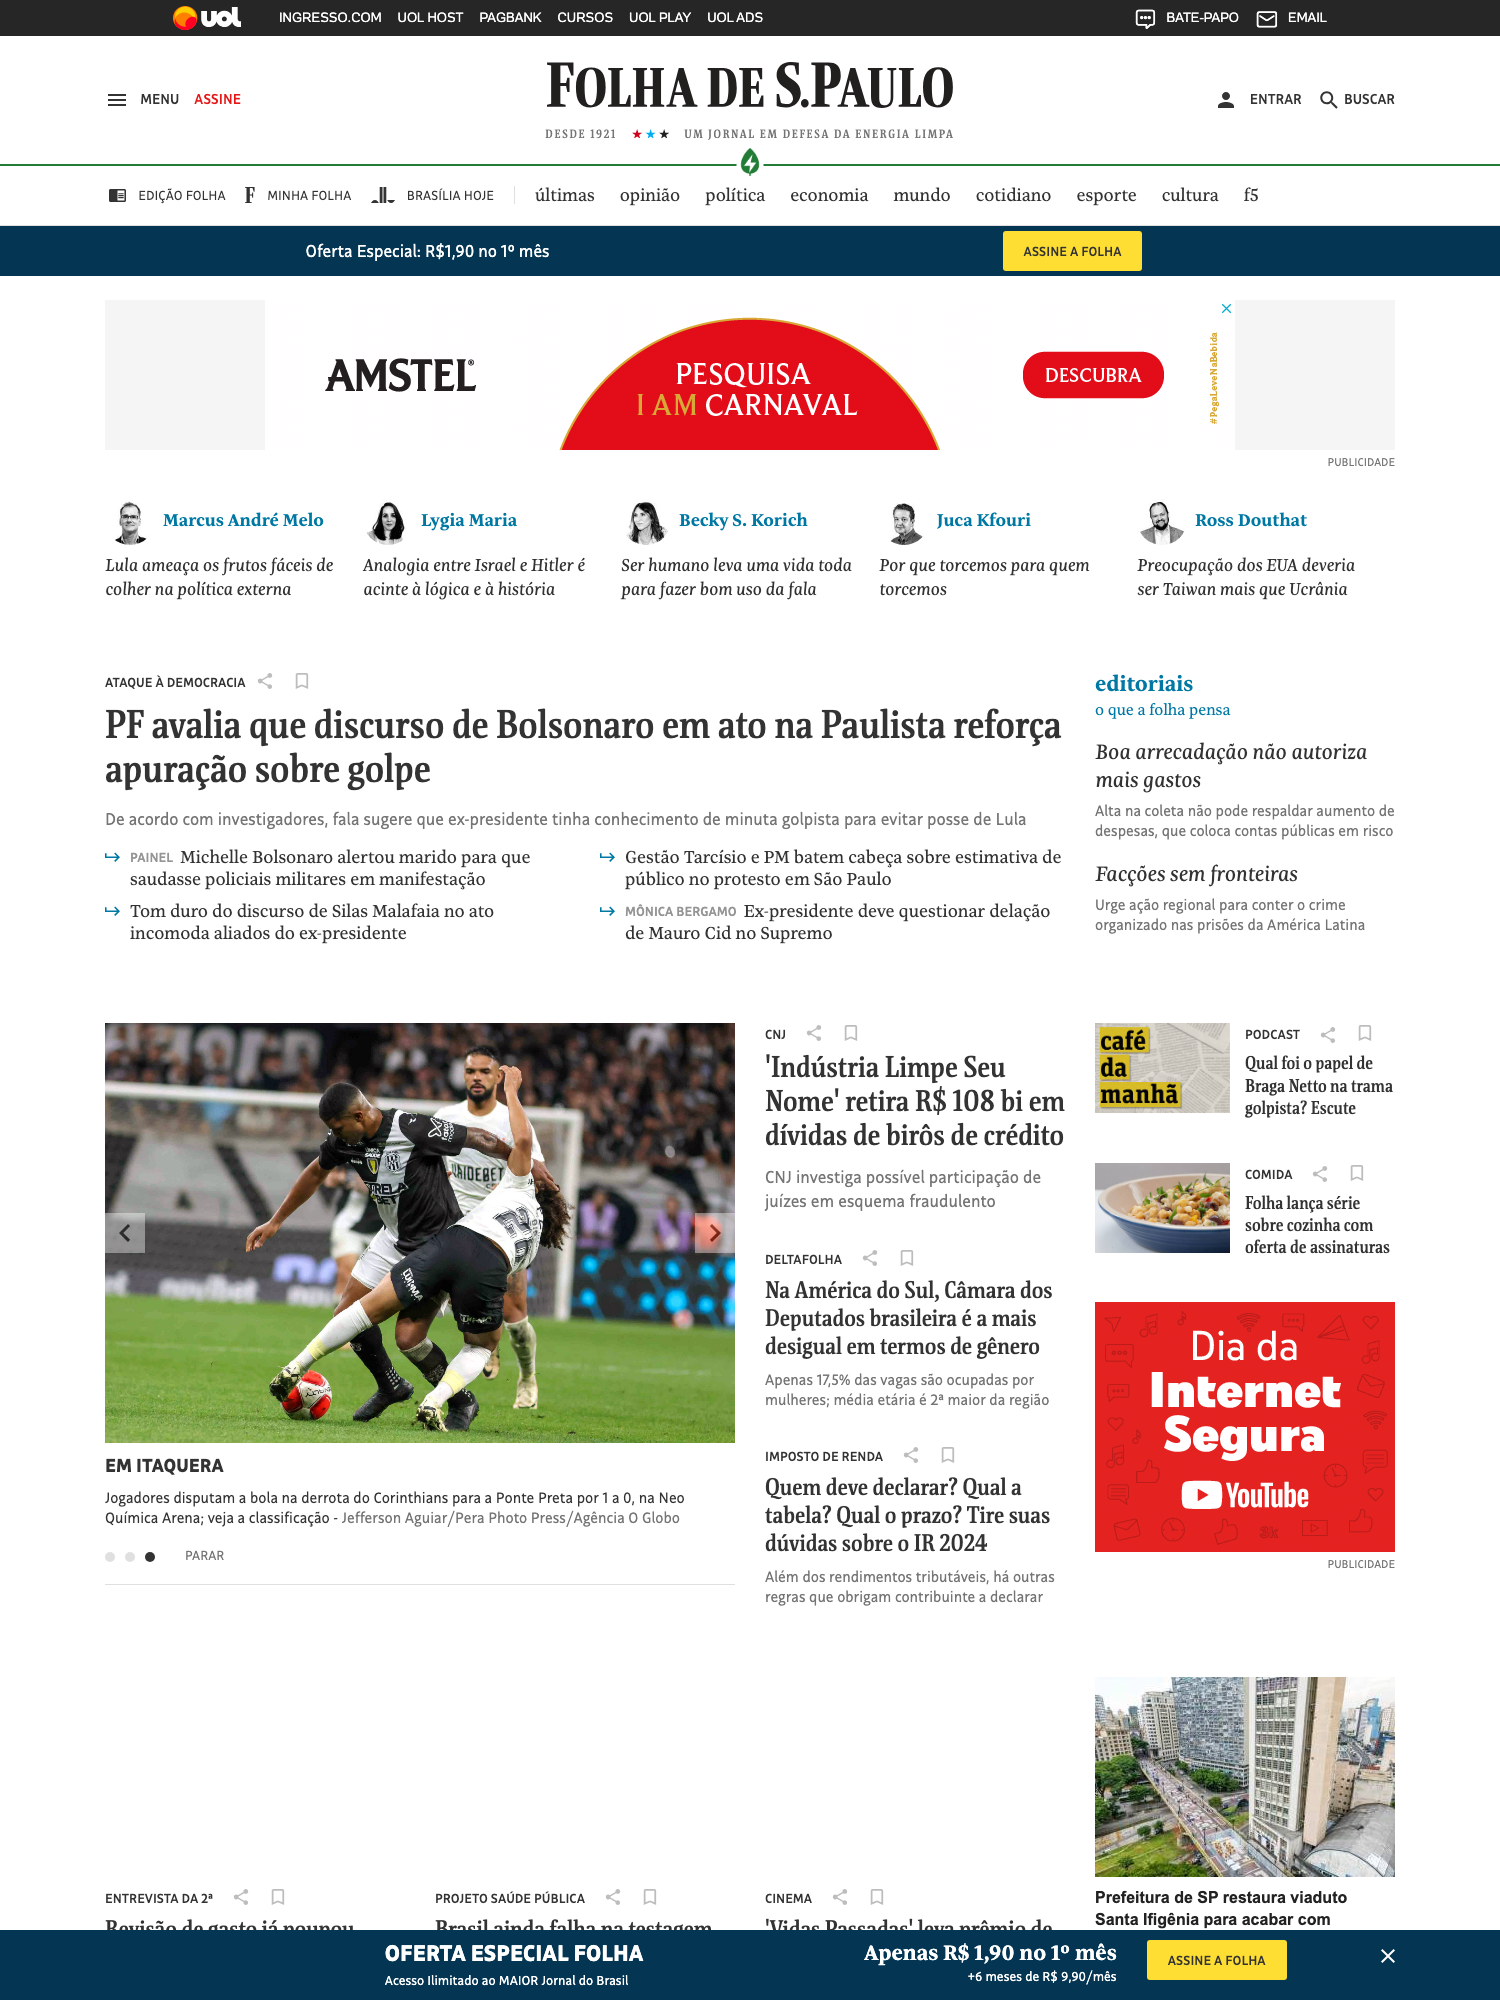 uol INGRESSO.COM UOL HOST PAGBANK CURSOS UOL PLAY UOL ADS BATE-PAPO EMAIL
MENU ASSINE FOLHA DE S.PAULO ENTRAR BUSCAR
DESDE 1921 ★★★ UM JORNAL EM DEFESA DA ENERGIA LIMPA
EDIÇÃO FOLHA F MINHA FOLHA BRASÍLIA HOJE últimas opinião política economia mundo cotidiano esporte cultura f5
Oferta Especial: R$1,90 no 1º mês ASSINE A FOLHA
AMSTEL®
PESQUISA
I AM CARNAVAL
DESCUBRA
#PegaLeveNaBebida
PUBLICIDADE
Marcus André Melo
Lula ameaça os frutos fáceis de
colher na política externa
Lygia Maria
Analogia entre Israel e Hitler é
acinte à lógica e à história
Becky S. Korich
Ser humano leva uma vida toda
para fazer bom uso da fala
Juca Kfouri
Por que torcemos para quem
torcemos
Ross Douthat
Preocupação dos EUA deveria
ser Taiwan mais que Ucrânia
ATAQUE À DEMOCRACIA
PF avalia que discurso de Bolsonaro em ato na Paulista reforça
apuração sobre golpe
De acordo com investigadores, fala sugere que ex-presidente tinha conhecimento de minuta golpista para evitar posse de Lula
PAINEL Michelle Bolsonaro alertou marido para que
saudasse policiais militares em manifestação
Tom duro do discurso de Silas Malafaia no ato
incomoda aliados do ex-presidente
Gestão Tarcísio e PM batem cabeça sobre estimativa de
público no protesto em São Paulo
MÔNICA BERGAMO Ex-presidente deve questionar delação
de Mauro Cid no Supremo
editoriais
o que a folha pensa
Boa arrecadação não autoriza
mais gastos
Alta na coleta não pode respaldar aumento de
despesas, que coloca contas públicas em risco
Facções sem fronteiras
Urge ação regional para conter o crime
organizado nas prisões da América Latina
EM ITAQUERA
Jogadores disputam a bola na derrota do Corinthians para a Ponte Preta por 1 a 0, na Neo
Química Arena; veja a classificação - Jefferson Aguiar/Pera Photo Press/Agência O Globo
PARAR
CNJ
'Indústria Limpe Seu
Nome' retira R$ 108 bi em
dívidas de birôs de crédito
CNJ investiga possível participação de
juízes em esquema fraudulento
DELTAFOLHA
Na América do Sul, Câmara dos
Deputados brasileira é a mais
desigual em termos de gênero
Apenas 17,5% das vagas são ocupadas por
mulheres; média etária é 2ª maior da região
IMPOSTO DE RENDA
Quem deve declarar? Qual a
tabela? Qual o prazo? Tire suas
dúvidas sobre o IR 2024
Além dos rendimentos tributáveis, há outras
regras que obrigam contribuinte a declarar
café
da
manhã
PODCAST
Qual foi o papel de
Braga Netto na trama
golpista? Escute
COMIDA
Folha lança série
sobre cozinha com
oferta de assinaturas
Dia da
Internet
Segura
YouTube
PUBLICIDADE
Prefeitura de SP restaura viaduto
Santa Ifigênia para acabar com
ENTREVISTA DA 2ª
Revisão de gasto já poupou
PROJETO SAÚDE PÚBLICA
Brasil ainda falha na testagem
CINEMA
'Vidas Passadas' leva prêmio de
OFERTA ESPECIAL FOLHA
Acesso Ilimitado ao MAIOR Jornal do Brasil
Apenas R$ 1,90 no 1º mês
+6 meses de R$ 9,90/mês
ASSINE A FOLHA